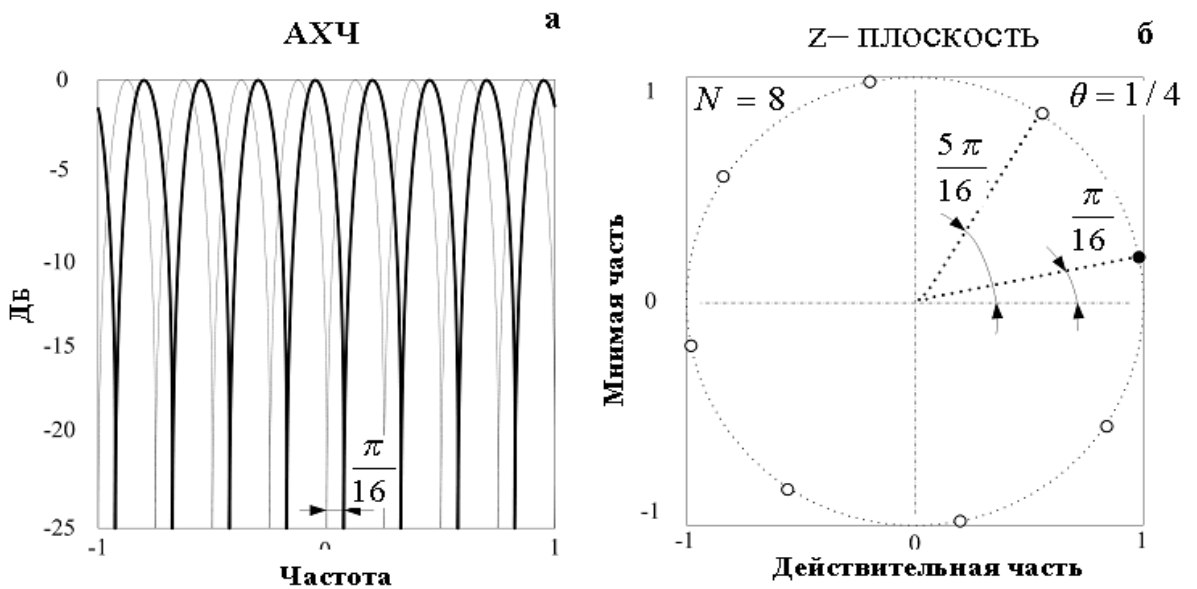 а
АХЧ
0
-5
-10
-15
-20
-25
ДБ
π
16
-1
0
1
Частота
z– ПЛОСКОСТЬ
б
1
N = 8
θ = 1 / 4
5 π
16
π
16
Мнимая часть
0
-1
-1
0
1
Действительная часть